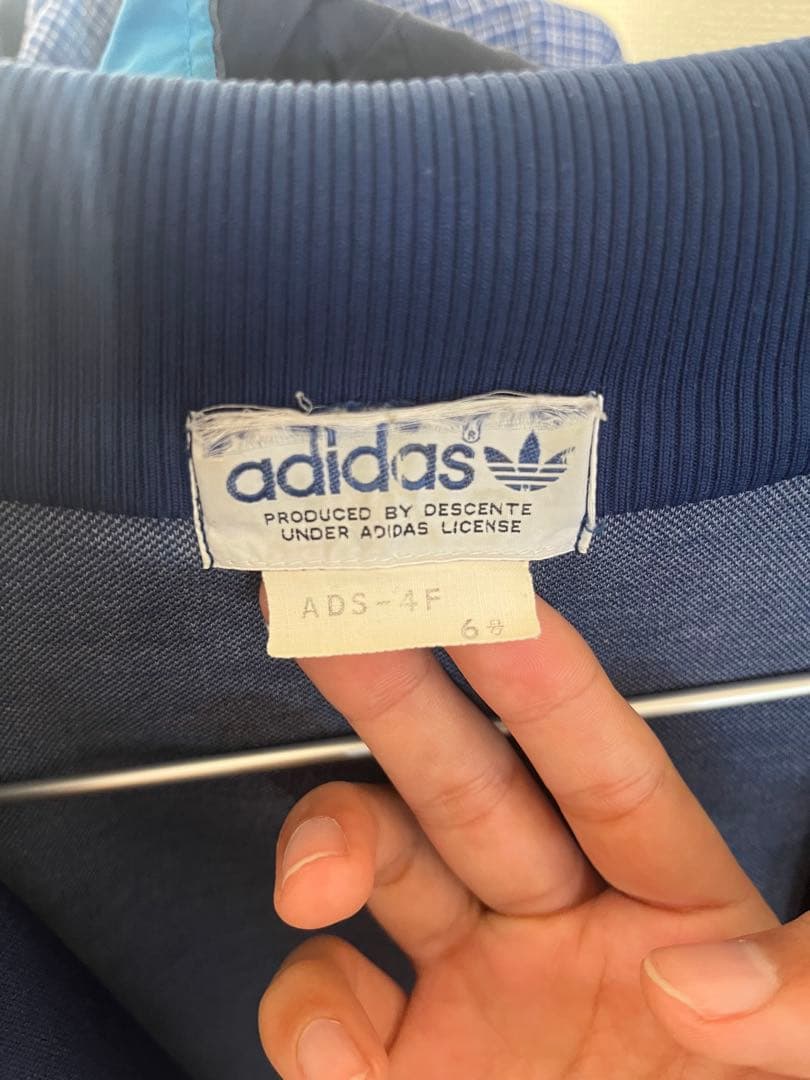 adidas®
PRODUCED BY DESCENTE
UNDER ADIDAS LICENSE
ADS-4F
6号